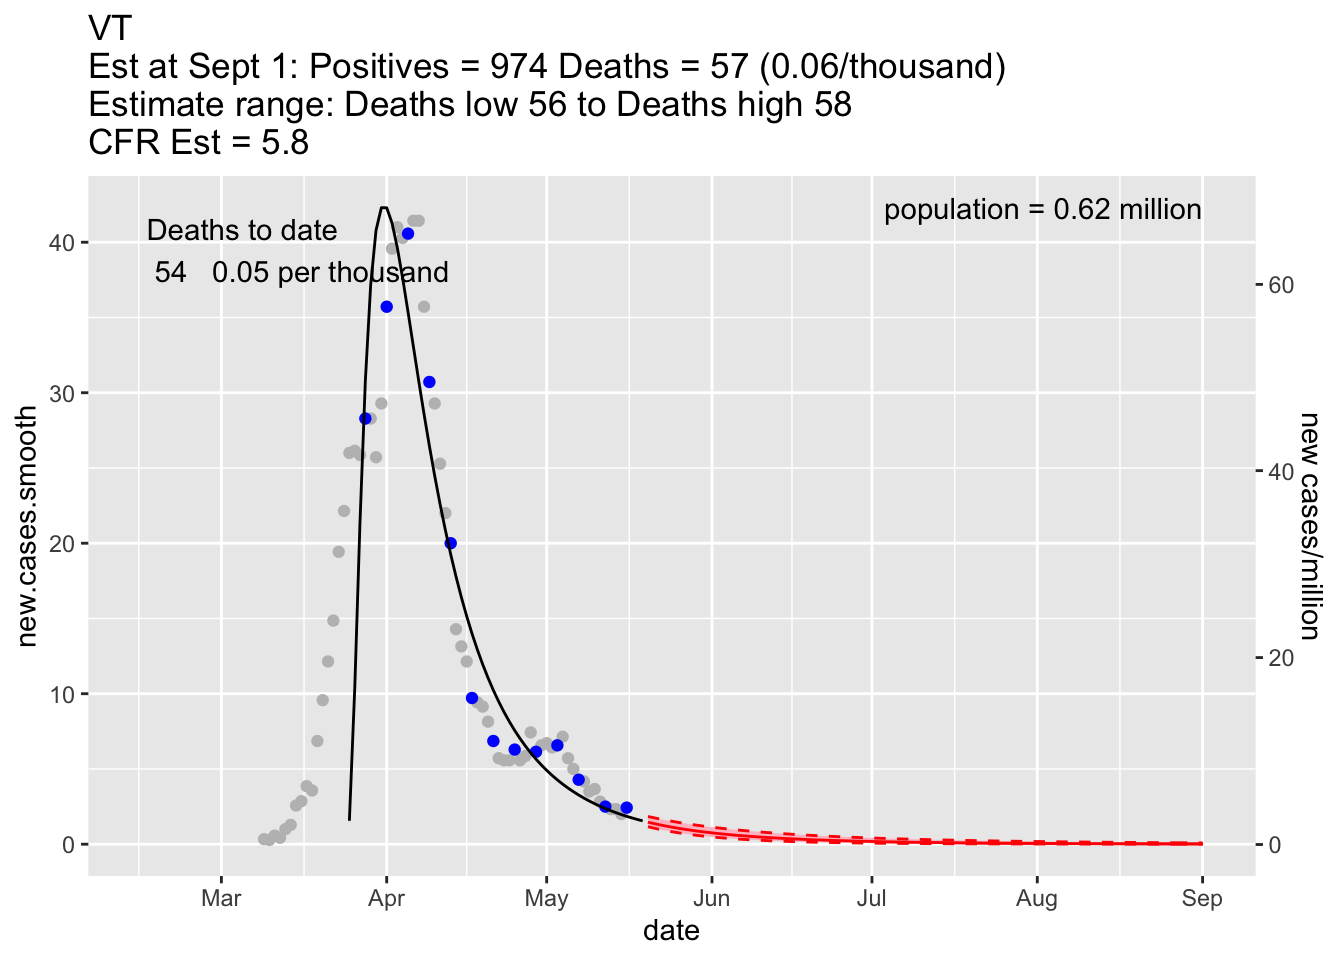 VT
Est at Sept 1: Positives = 974 Deaths = 57 (0.06/thousand)
Estimate range: Deaths low 56 to Deaths high 58
CFR Est = 5.8
population = 0.62 million
Deaths to date
54 0.05 per thousand
40
30
20
10
0
new.cases.smooth
60
40
20
0
new cases/million
Mar
Apr
May
Jun
Jul
Aug
Sep
date